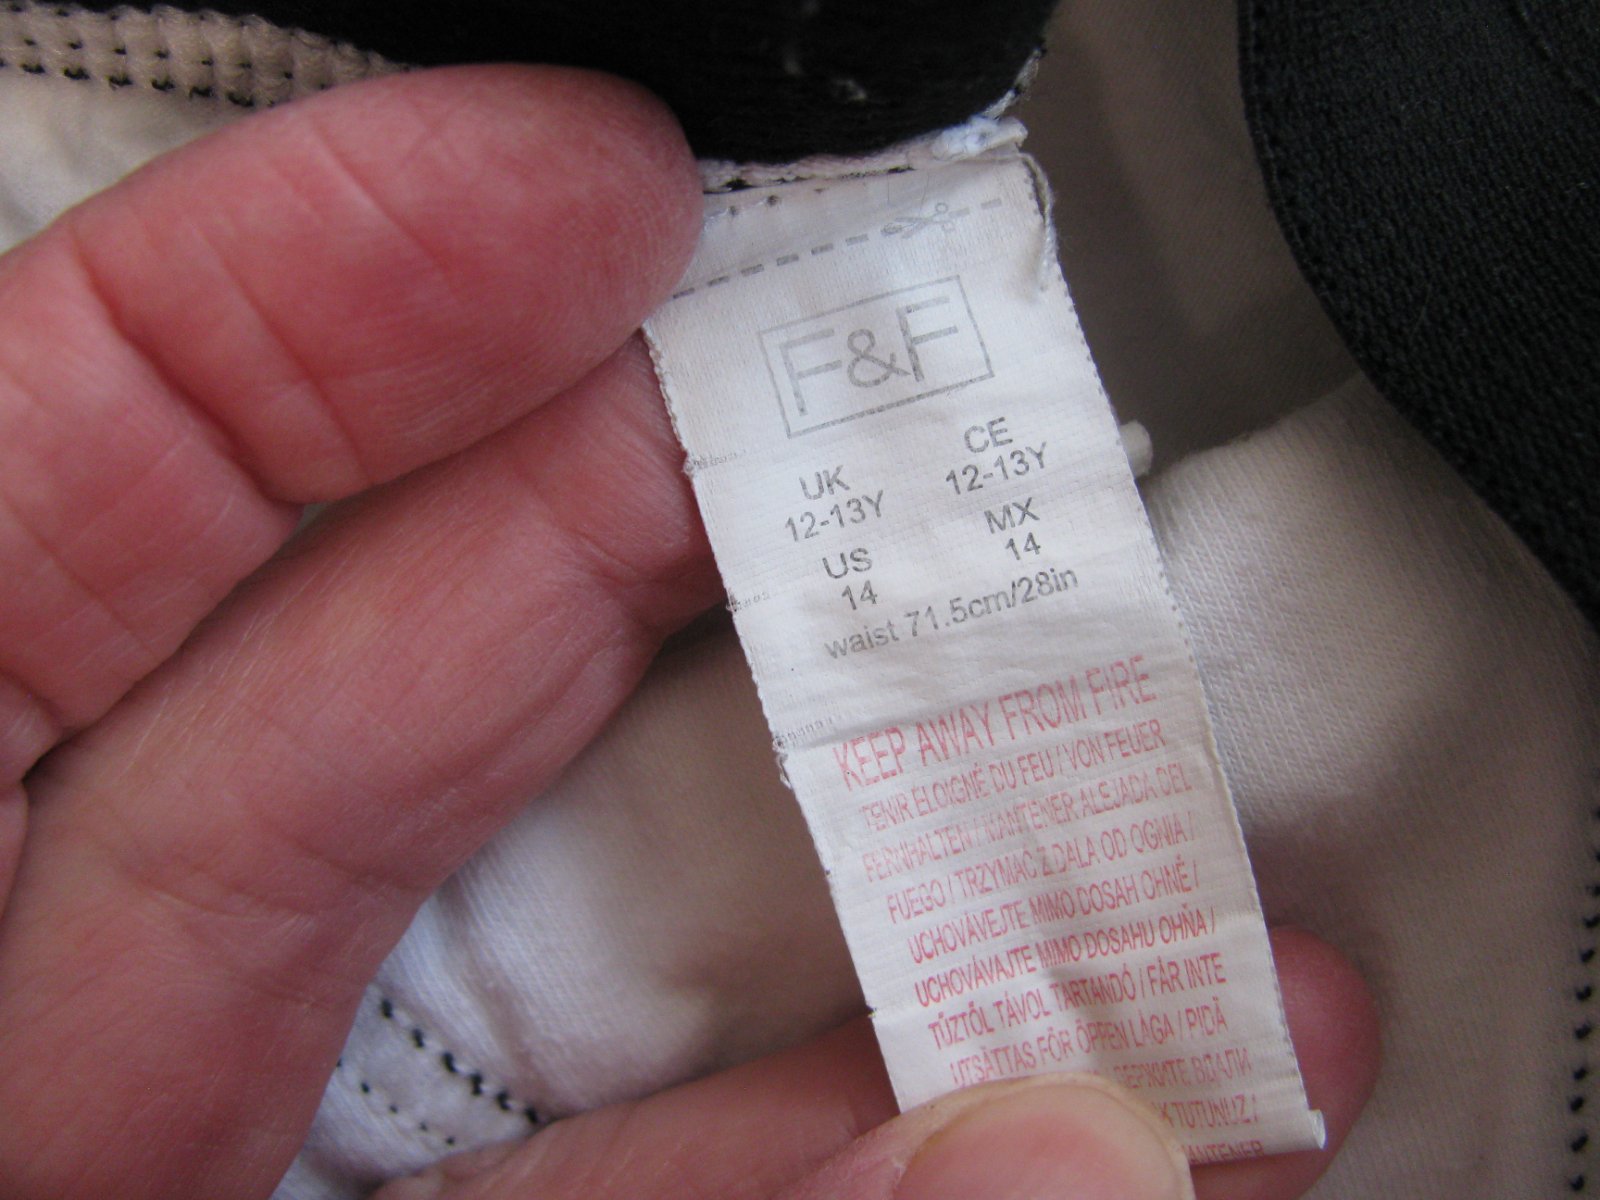 F&F
UK
12-13Y
CE
12-13Y
US
14
MX
14
waist 71.5cm/28in
KEEP AWAY FROM FIRE
TENIR ÉLOIGNÉ DU FEU / VON FEUER
FERNHALTEN / MANTENER ALEJADA DEL
FUEGO / TRZYMAĆ Z DALA OD OGNIA /
UCHOVÁVEJTE MIMO DOSAH OHNĚ /
UCHOVÁVAJTE MIMO DOSAHU OHŇA /
TŰZTŐL TÁVOL TARTANDÓ / FÅR INTE
UTSÄTTAS FÖR ÖPPEN LÅGA / PIDÄ
TUTUNUZ /